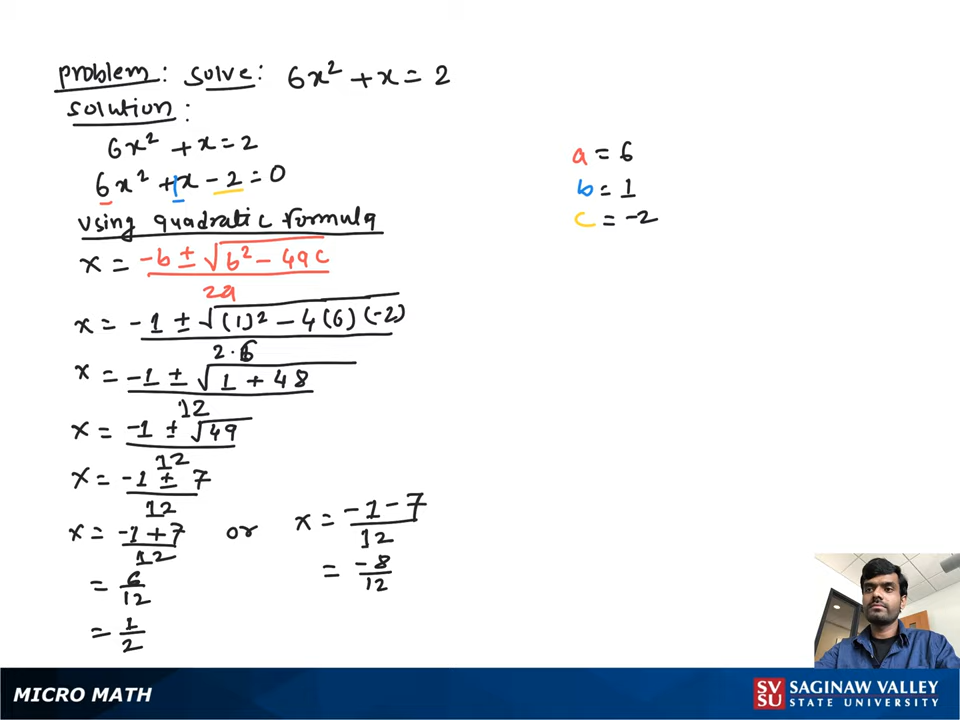 problem: solve: 6x² + x = 2
solution:
6x² + x = 2
6x² + 1x - 2 = 0
a = 6
b = 1
c = -2
using quadratic formula
x = (-b ± √(b² - 4ac))/2a
x = (-1 ± √((1)² - 4(6)(-2)))/2·6
x = (-1 ± √(1 + 48))/12
x = (-1 ± √49)/12
x = (-1 ± 7)/12
x = (-1 + 7)/12 or x = (-1 - 7)/12
= 6/12 = -8/12
= 1/2
MICRO MATH
SVSU SAGINAW VALLEY
STATE UNIVERSITY